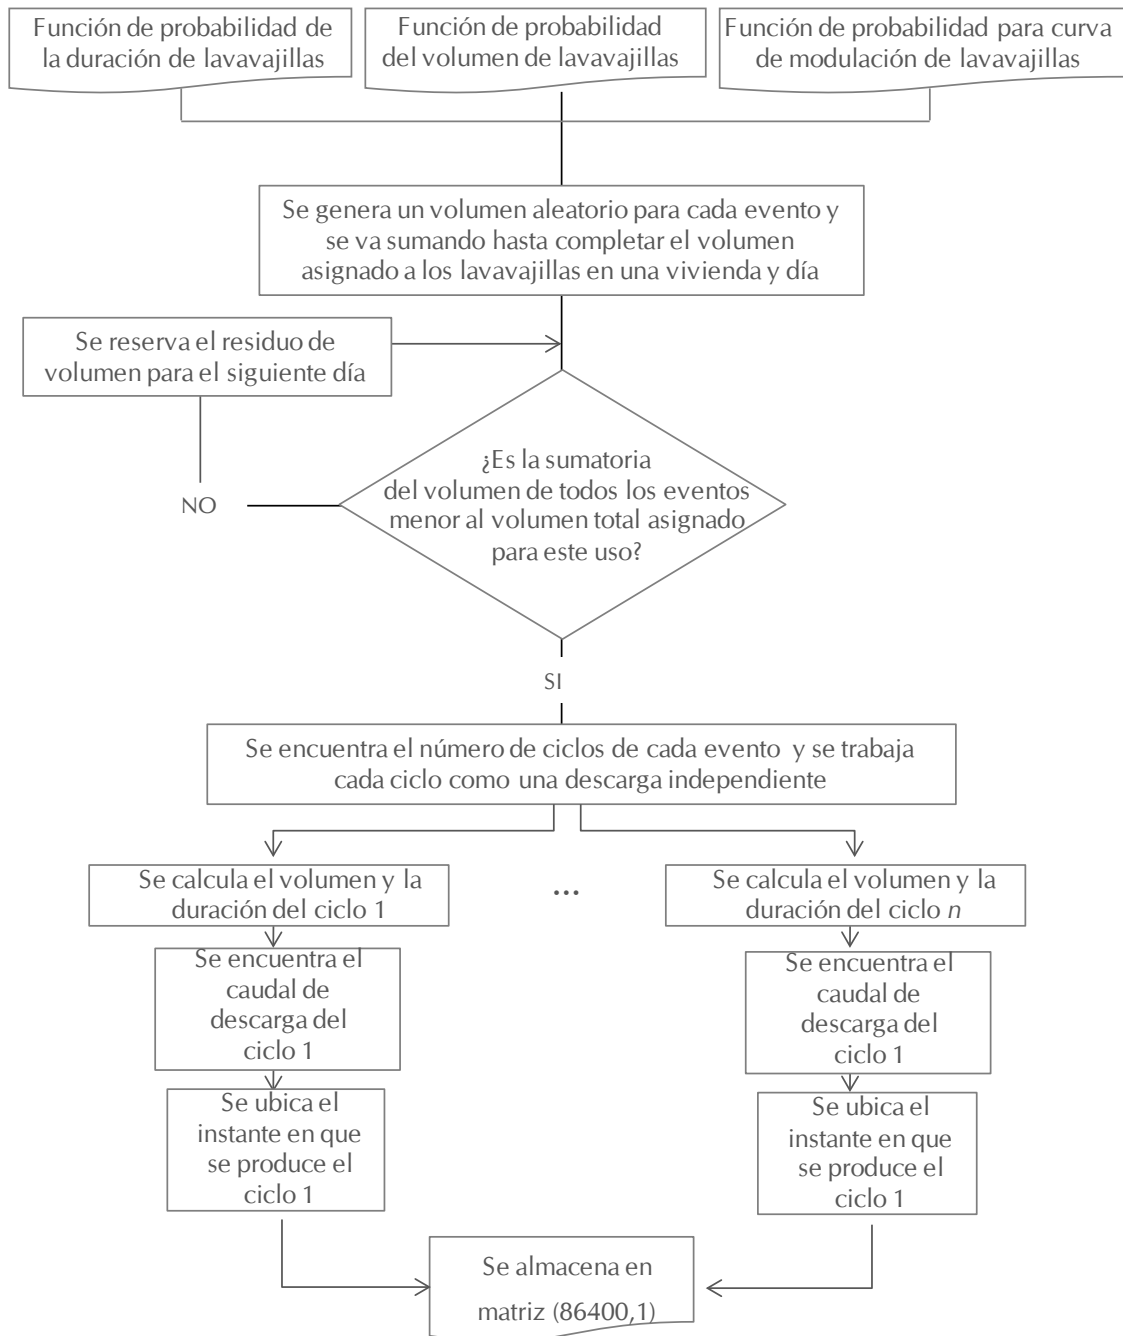 Función de probabilidad de
la duración de lavavajillas
Función de probabilidad
del volumen de lavavajillas
Función de probabilidad para curva
de modulación de lavavajillas
Se genera un volumen aleatorio para cada evento y
se va sumando hasta completar el volumen
asignado a los lavavajillas en una vivienda y día
Se reserva el residuo de
volumen para el siguiente día
¿Es la sumatoria
del volumen de todos los eventos
menor al volumen total asignado
para este uso?
NO
SI
Se encuentra el número de ciclos de cada evento y se trabaja
cada ciclo como una descarga independiente
Se calcula el volumen y la
duración del ciclo 1
...
Se calcula el volumen y la
duración del ciclo n
Se encuentra el
caudal de
descarga del
ciclo 1
Se encuentra el
caudal de
descarga del
ciclo 1
Se ubica el
instante en que
se produce el
ciclo 1
Se ubica el
instante en que
se produce el
ciclo 1
Se almacena en
matriz (86400,1)